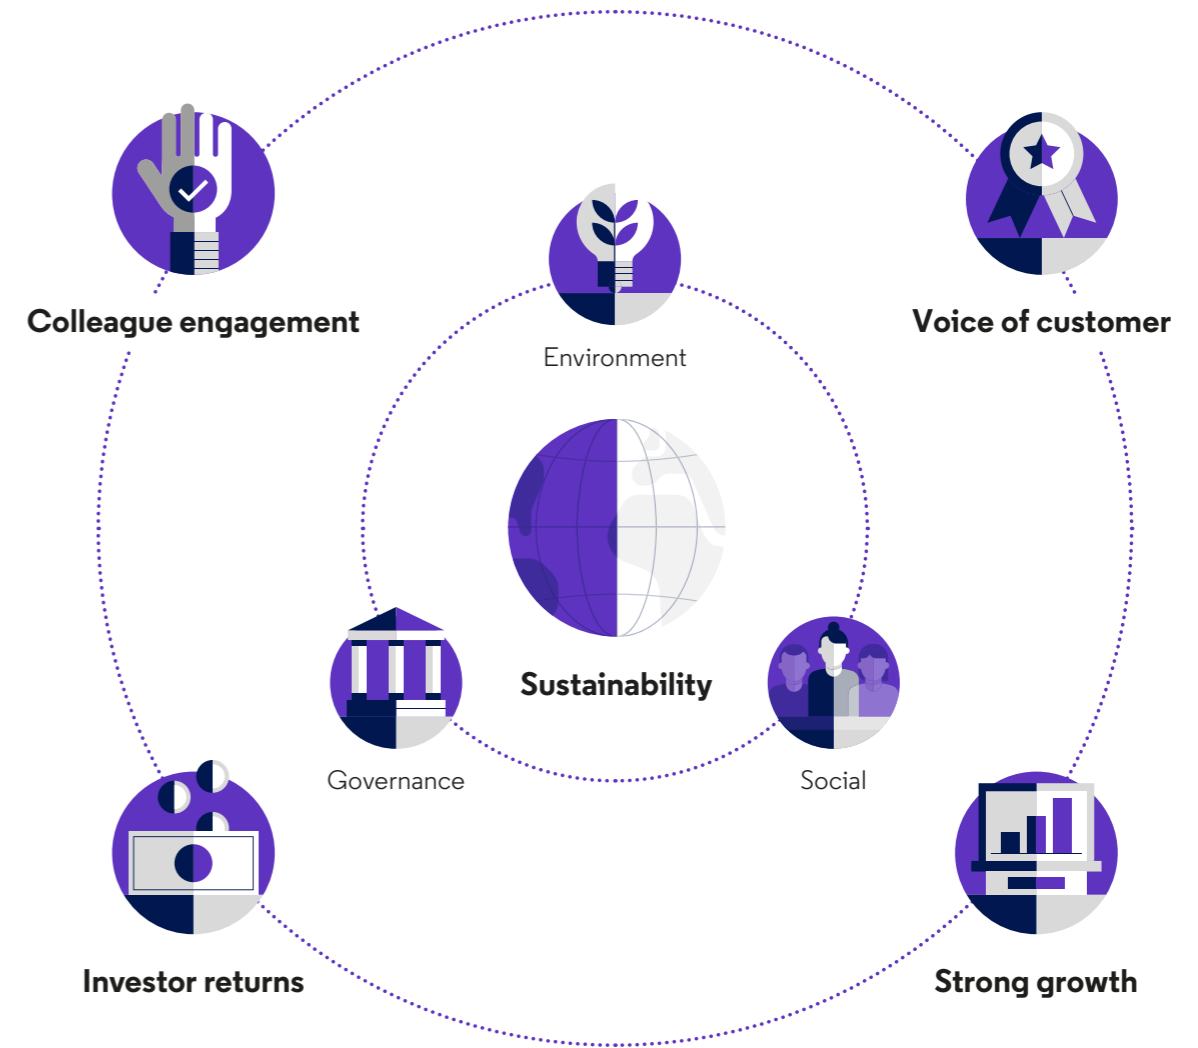 Colleague engagement
Voice of customer
Environment
Sustainability
Governance
Social
Investor returns
Strong growth